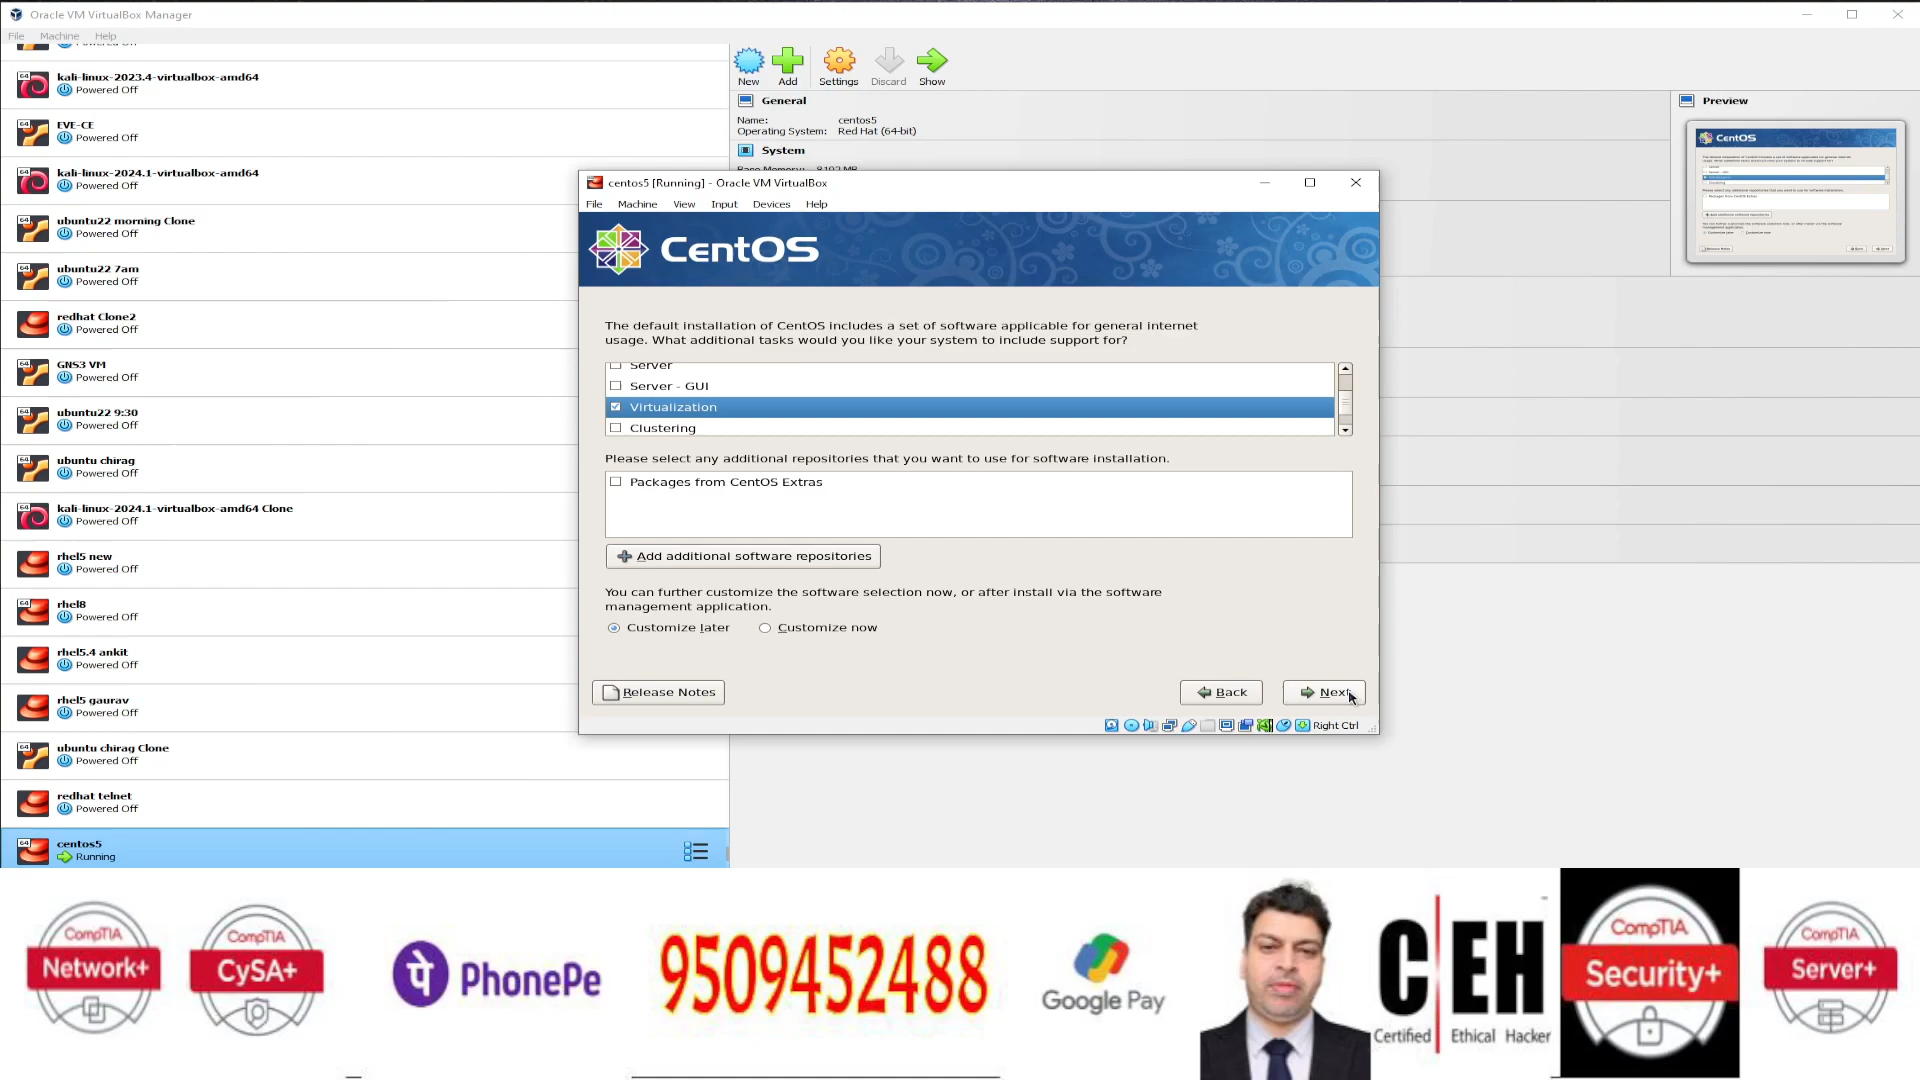 Oracle VM VirtualBox Manager
File Machine Help
Powered Off
kali-linux-2023.4-virtualbox-amd64
Powered Off
EVE-CE
Powered Off
kali-linux-2024.1-virtualbox-amd64
Powered Off
ubuntu22 morning Clone
Powered Off
ubuntu22 7am
Powered Off
redhat Clone2
Powered Off
GNS3 VM
Powered Off
ubuntu22 9:30
Powered Off
ubuntu chirag
Powered Off
kali-linux-2024.1-virtualbox-amd64 Clone
Powered Off
rhel5 new
Powered Off
rhel8
Powered Off
rhel5.4 ankit
Powered Off
rhel5 gaurav
Powered Off
ubuntu chirag Clone
Powered Off
redhat telnet
Powered Off
centos5
Running
New Add Settings Discard Show
General
Name: centos5
Operating System: Red Hat (64-bit)
System
Base Memory: 8192 MB
Preview
CentOS
centos5 [Running] - Oracle VM VirtualBox
File Machine View Input Devices Help
CentOS
The default installation of CentOS includes a set of software applicable for general internet
usage. What additional tasks would you like your system to include support for?
Server
Server - GUI
Virtualization
Clustering
Please select any additional repositories that you want to use for software installation.
Packages from CentOS Extras
Add additional software repositories
You can further customize the software selection now, or after install via the software
management application.
Customize later Customize now
Release Notes Back Next
Right Ctrl
CompTIA
Network+
CompTIA
CySA+
पे PhonePe
9509452488
Google Pay
C EH
Certified Ethical Hacker
CompTIA
Security+
CompTIA
Server+